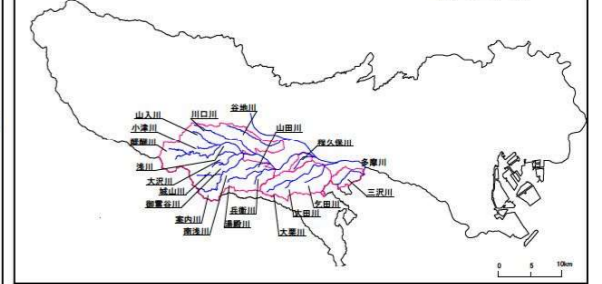 谷地川
山入川
川口川
小津川
山田川
程久保川
醍醐川
多摩川
浅川
大沢川
三沢川
城山川
御霊谷川
乞田川
太田川
兵衛川
案内川
湯殿川
大栗川
南浅川
0 5 10km